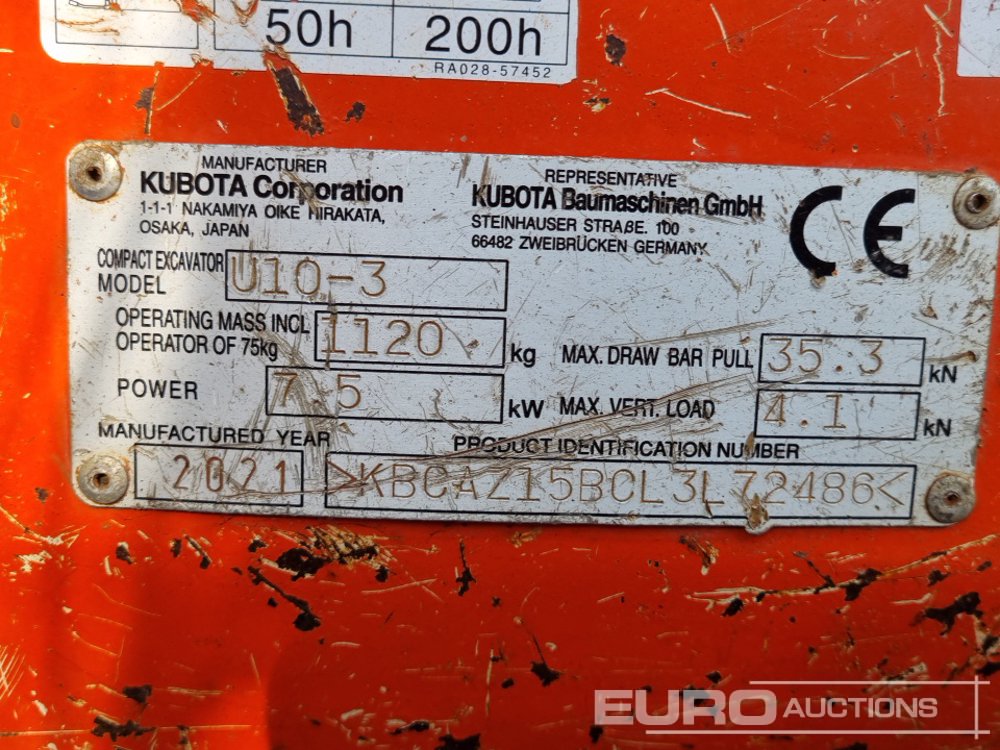 50h 200h
RA028-57452
MANUFACTURER
KUBOTA Corporation
1-1-1 NAKAMIYA OIKE HIRAKATA,
OSAKA, JAPAN
REPRESENTATIVE
KUBOTA Baumaschinen GmbH
STEINHAUSER STRAßE. 100
66482 ZWEIBRÜCKEN GERMANY
CE
COMPACT EXCAVATOR
MODEL U10-3
OPERATING MASS INCL
OPERATOR OF 75kg 1120 kg
MAX. DRAW BAR PULL 35.3 kN
POWER 7.5 kW
MAX. VERT. LOAD 4.1 kN
MANUFACTURED YEAR
2021
PRODUCT IDENTIFICATION NUMBER
>KBCAZ15BCL3L72486<
EURO AUCTIONS